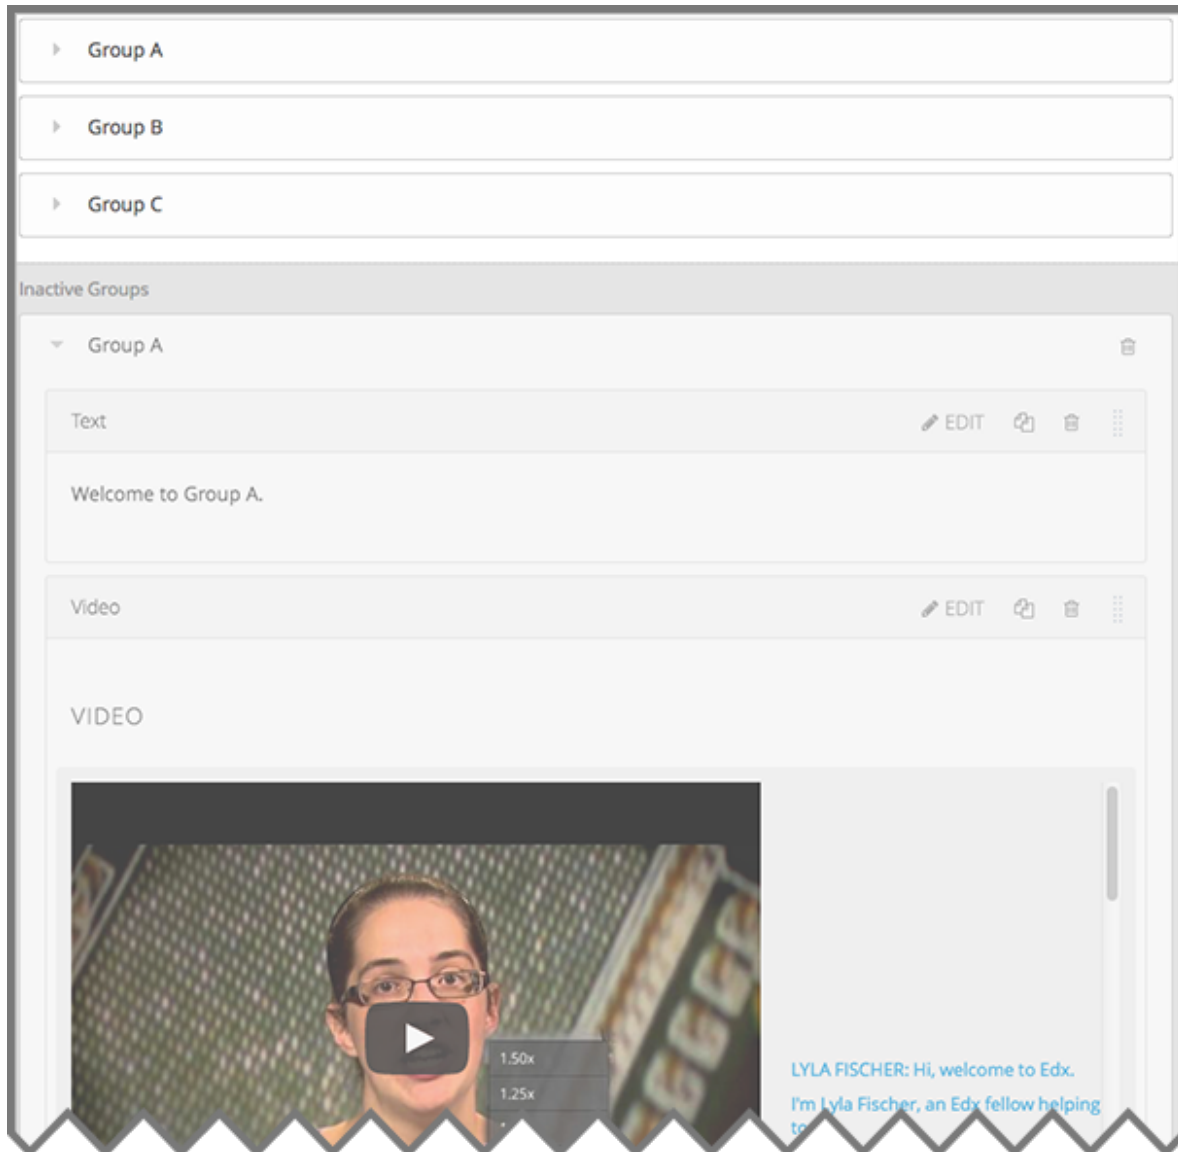 Group A
Group B
Group C
Inactive Groups
Group A
Text EDIT
Welcome to Group A.
Video EDIT
VIDEO
1.50x
1.25x
LYLA FISCHER: Hi, welcome to Edx.
I'm Lyla Fischer, an Edx fellow helping
to